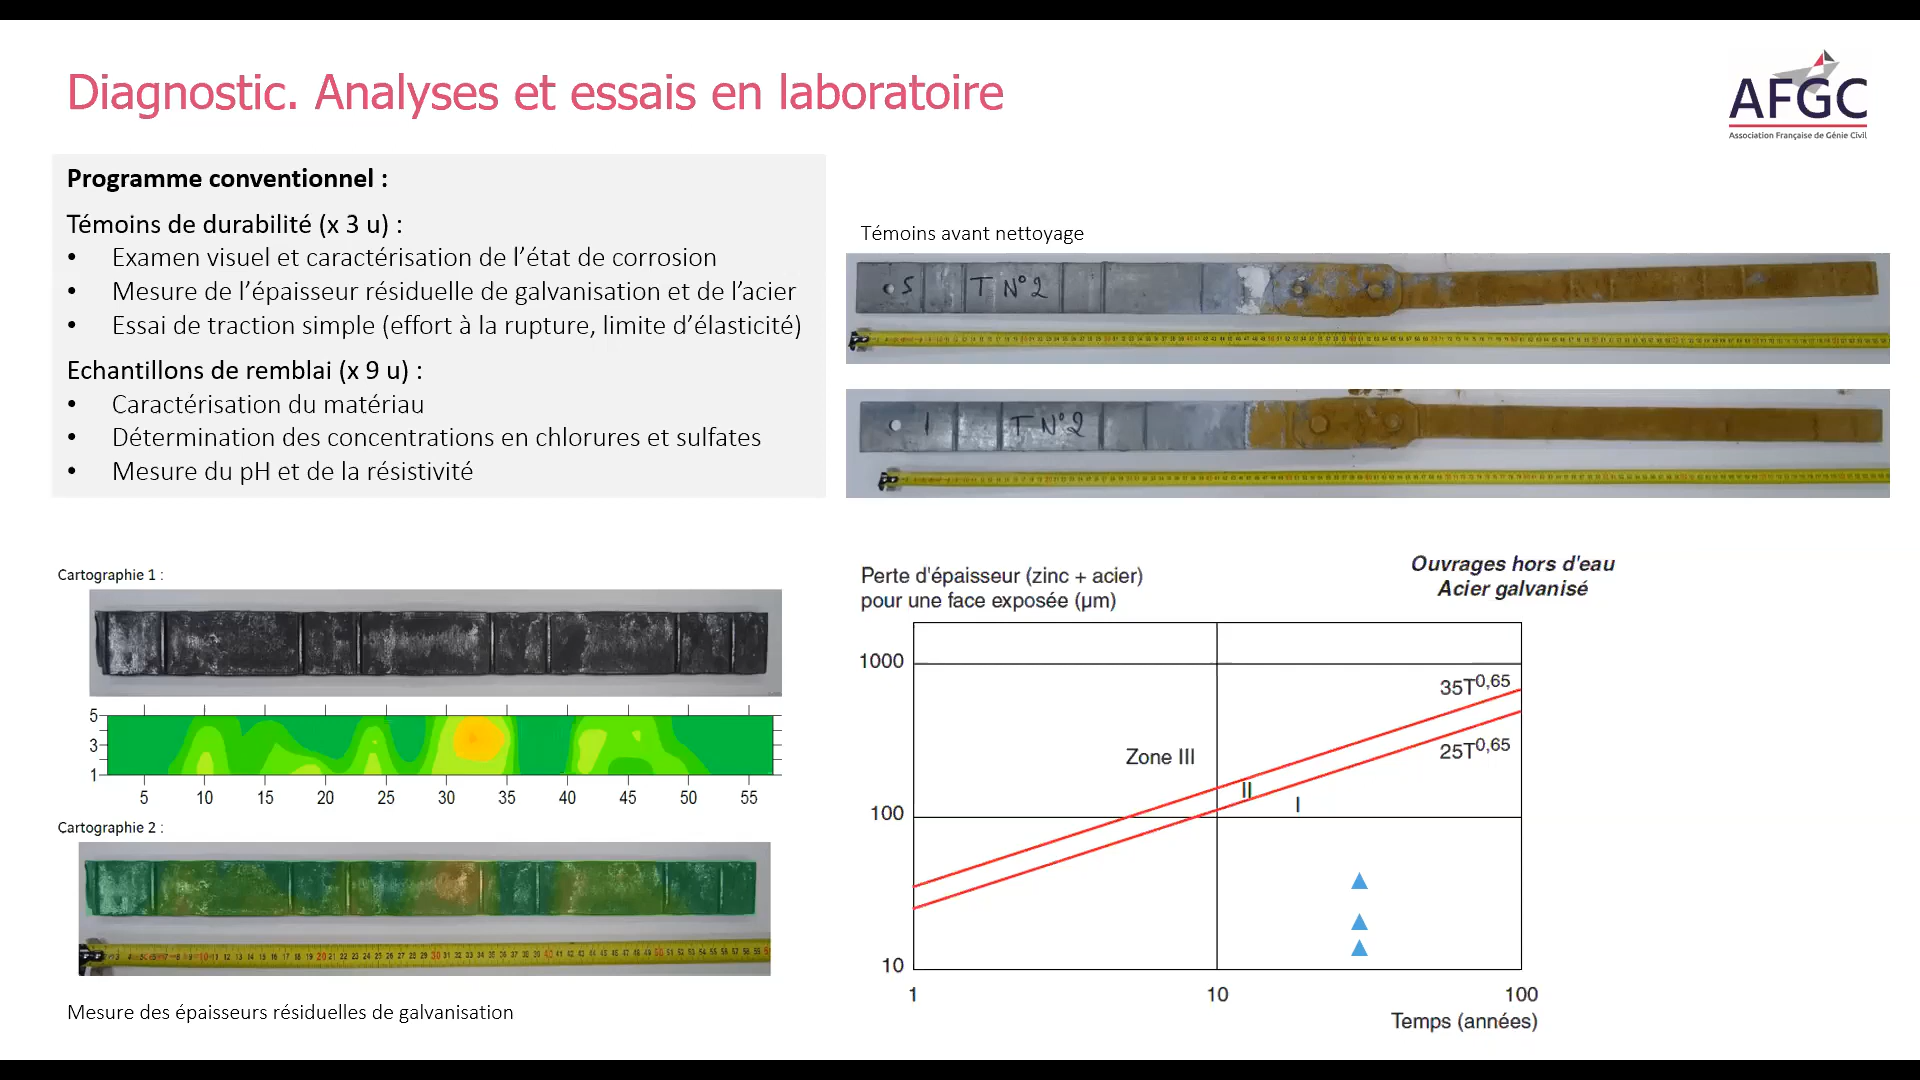 Diagnostic. Analyses et essais en laboratoire
AFGC
Association Française de Génie Civil
Programme conventionnel :
Témoins de durabilité (x 3 u) :
• Examen visuel et caractérisation de l’état de corrosion
• Mesure de l’épaisseur résiduelle de galvanisation et de l’acier
• Essai de traction simple (effort à la rupture, limite d’élasticité)
Echantillons de remblai (x 9 u) :
• Caractérisation du matériau
• Détermination des concentrations en chlorures et sulfates
• Mesure du pH et de la résistivité
Témoins avant nettoyage
S T N°2
1 T N°2
Cartographie 1 :
5
3
1
5 10 15 20 25 30 35 40 45 50 55
Cartographie 2 :
Mesure des épaisseurs résiduelles de galvanisation
Perte d'épaisseur (zinc + acier)
pour une face exposée (µm)
Ouvrages hors d'eau
Acier galvanisé
1000
35T0,65
25T0,65
Zone III
II
I
100
10
1 10 100
Temps (années)